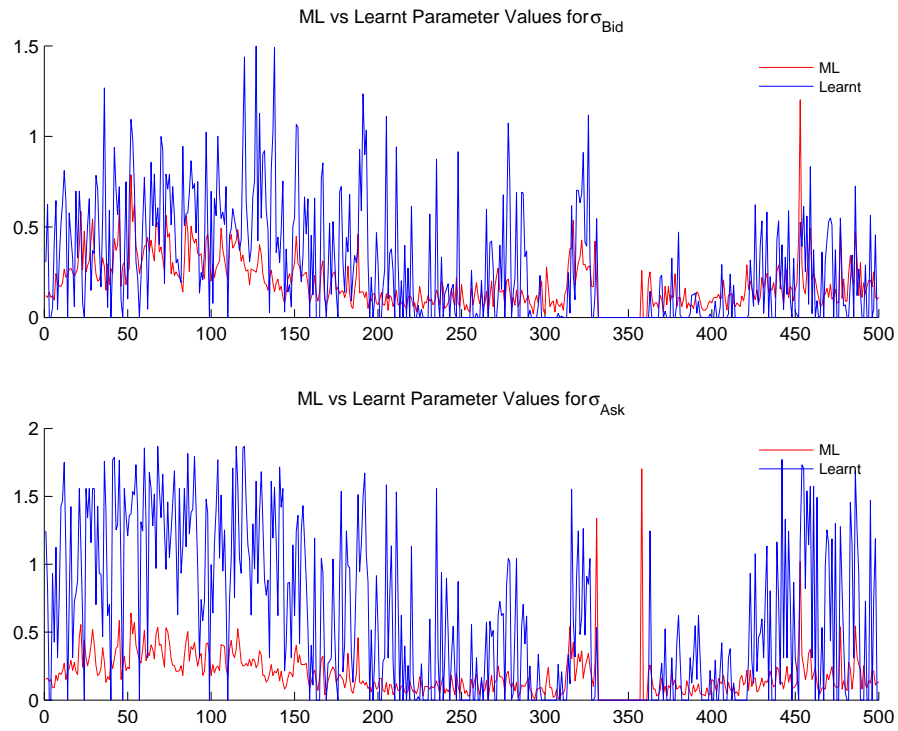 ML vs Learnt Parameter Values for σBid
1.5
1
0.5
0
ML
Learnt
0 50 100 150 200 250 300 350 400 450 500
ML vs Learnt Parameter Values for σAsk
2
1.5
1
0.5
0
ML
Learnt
0 50 100 150 200 250 300 350 400 450 500